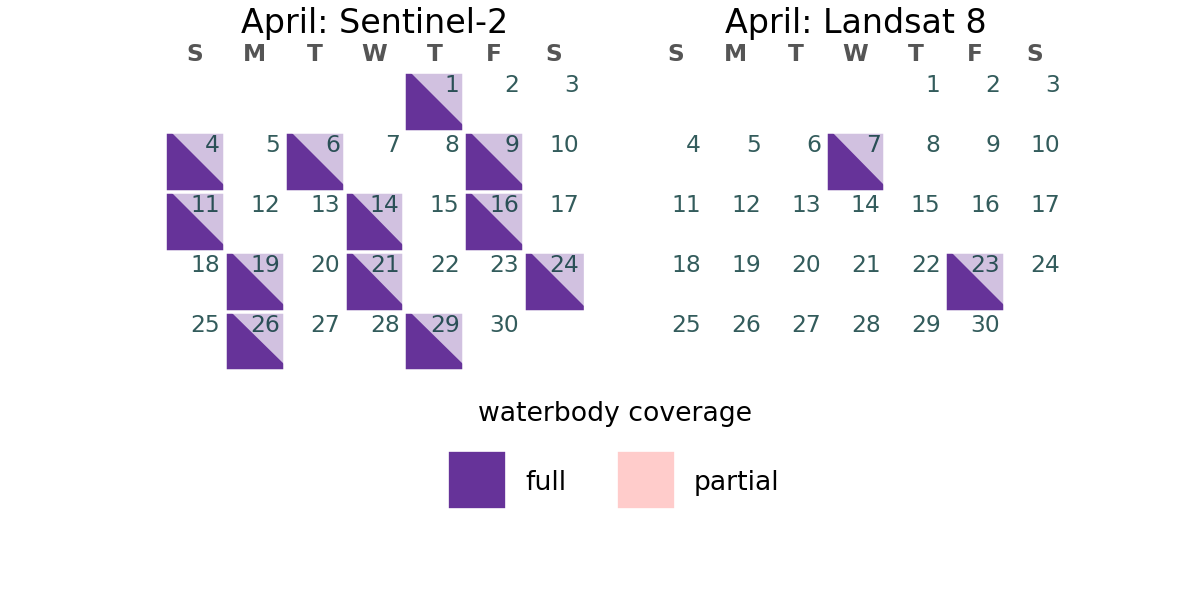 April: Sentinel-2
S M T W T F S
1 2 3
4 5 6 7 8 9 10
11 12 13 14 15 16 17
18 19 20 21 22 23 24
25 26 27 28 29 30
April: Landsat 8
S M T W T F S
1 2 3
4 5 6 7 8 9 10
11 12 13 14 15 16 17
18 19 20 21 22 23 24
25 26 27 28 29 30
waterbody coverage
full partial